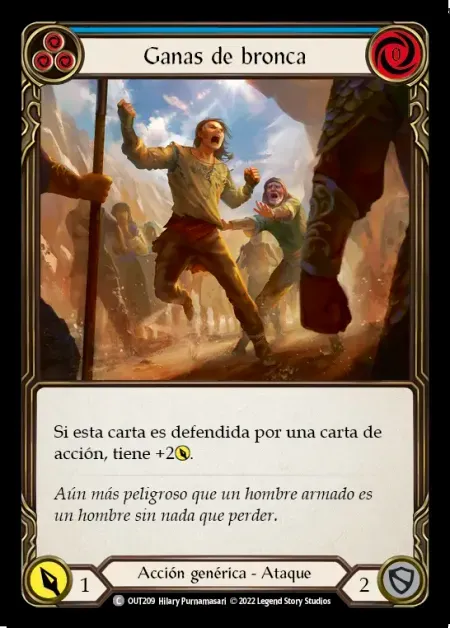 0
Ganas de bronca
Si esta carta es defendida por una carta de
acción, tiene +2.
Aún más peligroso que un hombre armado es
un hombre sin nada que perder.
1
Acción genérica - Ataque
2
C OUT209 Hilary Purnamasari © 2022 Legend Story Studios